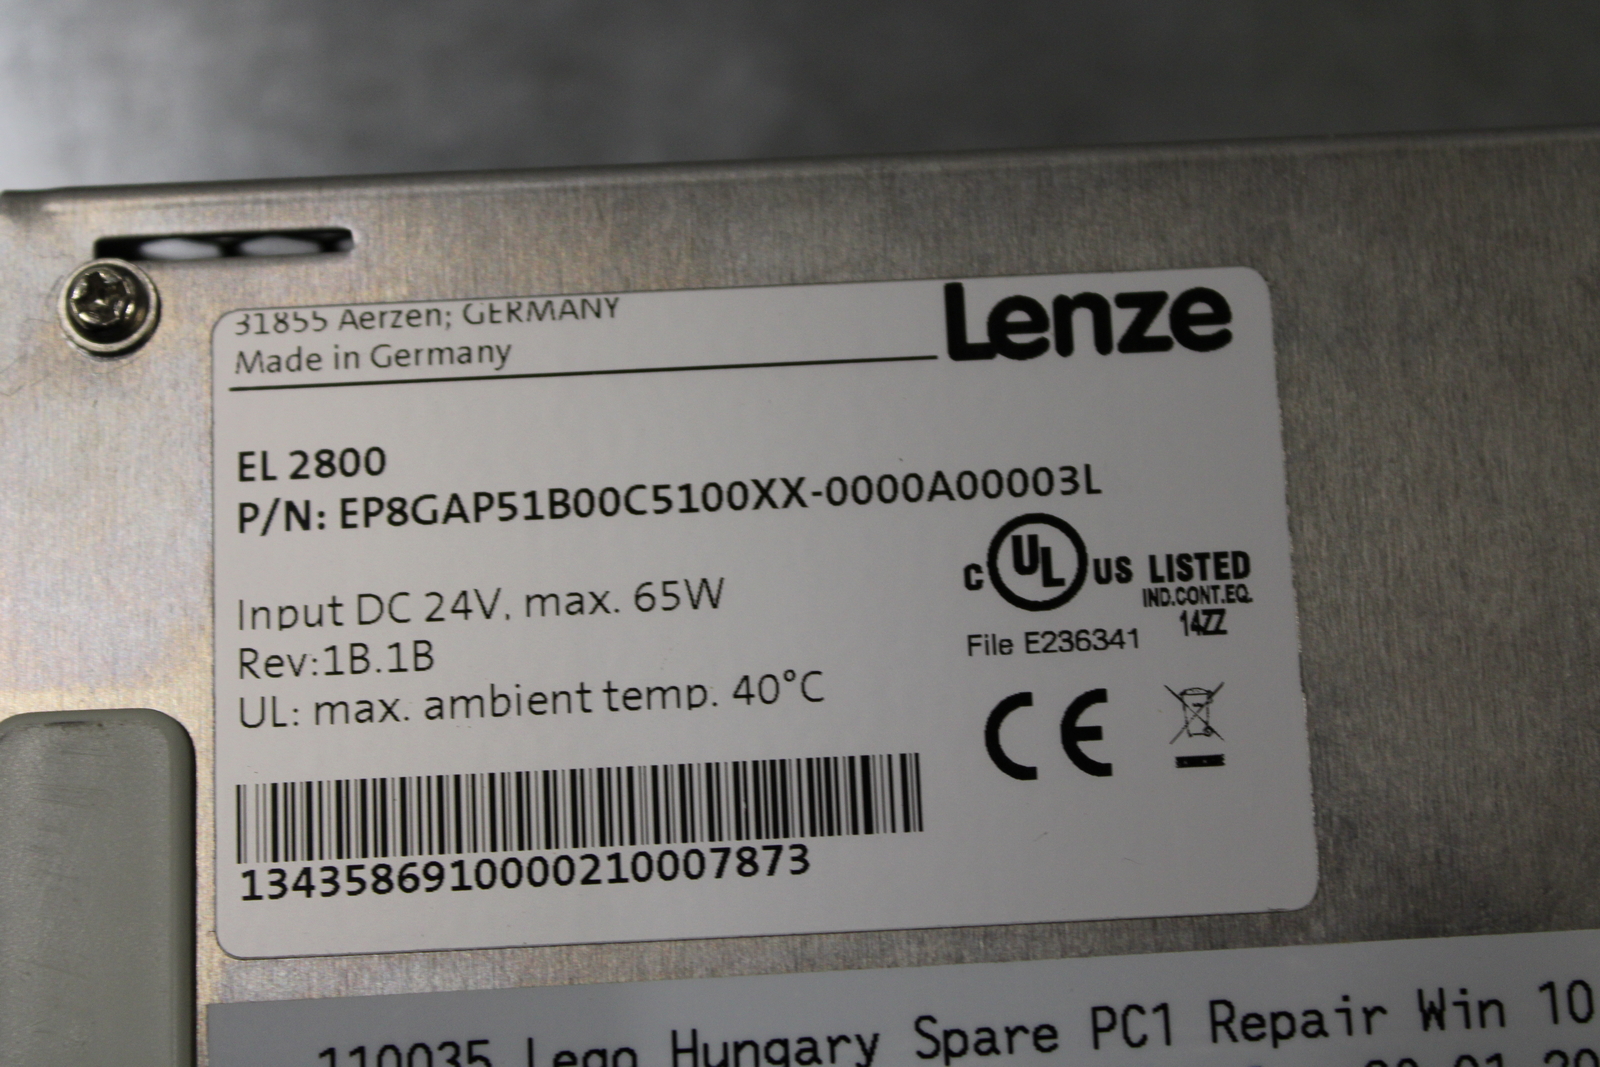 31855 Aerzen; GERMANY
Made in Germany
Lenze
EL 2800
P/N: EP8GAP51B00C5100XX-0000A00003L
Input DC 24V, max. 65W
Rev:1B.1B
UL: max. ambient temp. 40°C
C UL US LISTED
IND.CONT.EQ.
14ZZ
File E236341
CE
1343586910000210007873
110035 Lego Hungary Spare PC1 Repair Win 10